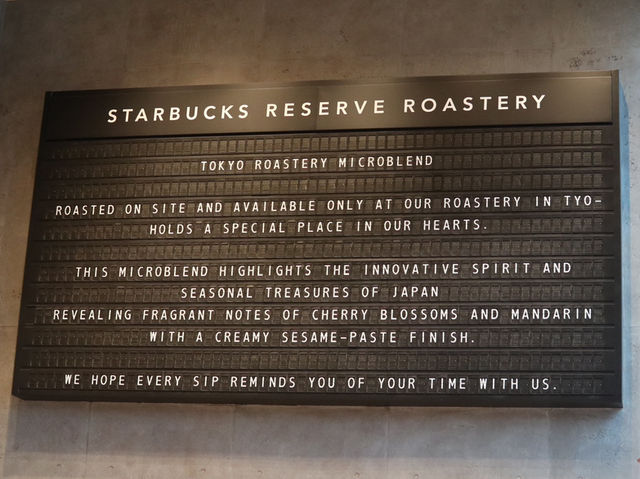 STARBUCKS RESERVE ROASTERY
TOKYO ROASTERY MICROBLEND
ROASTED ON SITE AND AVAILABLE ONLY AT OUR ROASTERY IN TYO-
HOLDS A SPECIAL PLACE IN OUR HEARTS.
THIS MICROBLEND HIGHLIGHTS THE INNOVATIVE SPIRIT AND
SEASONAL TREASURES OF JAPAN
REVEALING FRAGRANT NOTES OF CHERRY BLOSSOMS AND MANDARIN
WITH A CREAMY SESAME-PASTE FINISH.
WE HOPE EVERY SIP REMINDS YOU OF YOUR TIME WITH US.